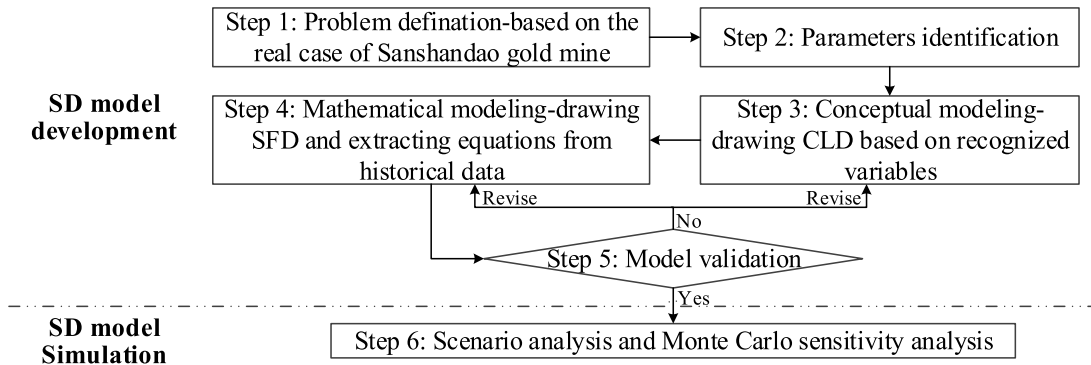 Step 1: Problem defination-based on the
real case of Sanshandao gold mine
Step 2: Parameters identification
SD model
development
Step 4: Mathematical modeling-drawing
SFD and extracting equations from
historical data
Step 3: Conceptual modeling-
drawing CLD based on recognized
variables
Revise
Revise
No
Step 5: Model validation
Yes
SD model
Simulation
Step 6: Scenario analysis and Monte Carlo sensitivity analysis